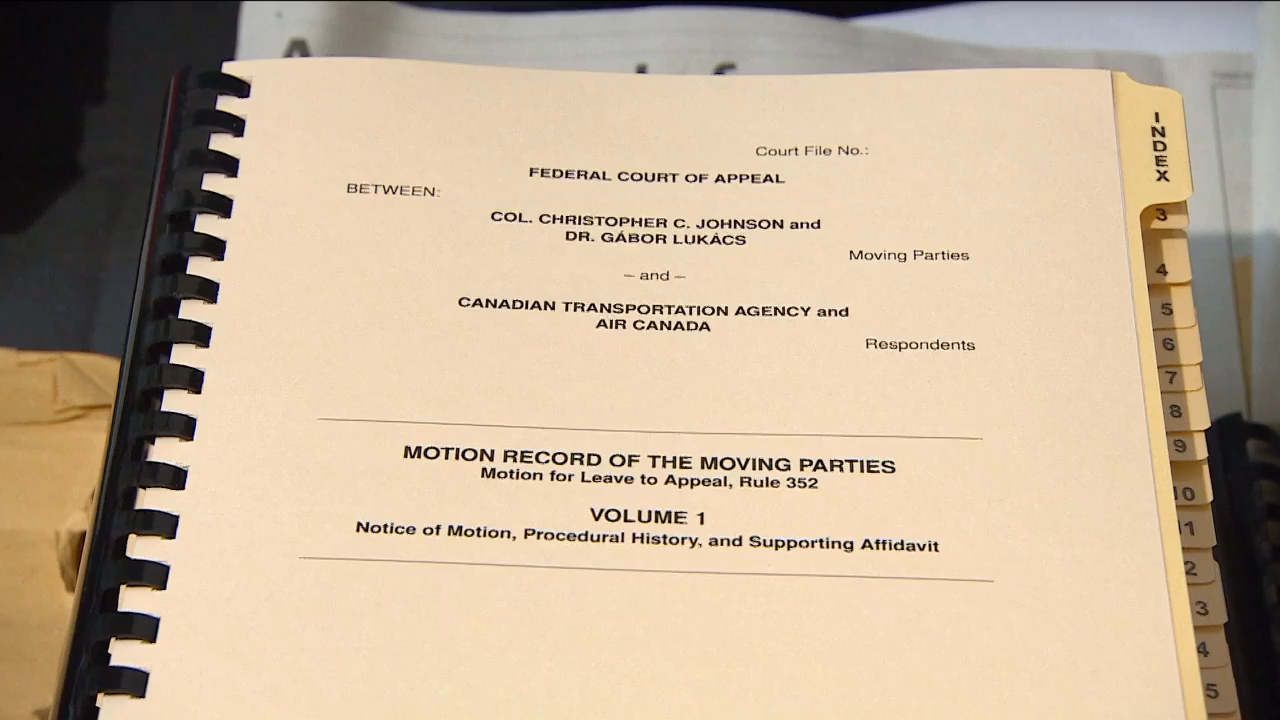 Court File No.:
FEDERAL COURT OF APPEAL
BETWEEN:
COL. CHRISTOPHER C. JOHNSON and
DR. GÁBOR LUKÁCS
Moving Parties
– and –
CANADIAN TRANSPORTATION AGENCY and
AIR CANADA
Respondents
MOTION RECORD OF THE MOVING PARTIES
Motion for Leave to Appeal, Rule 352
VOLUME 1
Notice of Motion, Procedural History, and Supporting Affidavit
INDEX
3
4
5
6
7
8
9
10